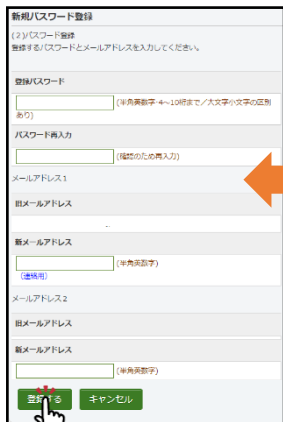 新規パスワード登録
(2)パスワード登録
登録するパスワードとメールアドレスを入力してください。
登録パスワード
(半角英数字-4～10桁まで／大文字小文字の区別
あり)
パスワード再入力
(確認のため再入力)
メールアドレス1
旧メールアドレス
新メールアドレス
(半角英数字)
(連絡用)
メールアドレス2
旧メールアドレス
新メールアドレス
(半角英数字)
登録する キャンセル